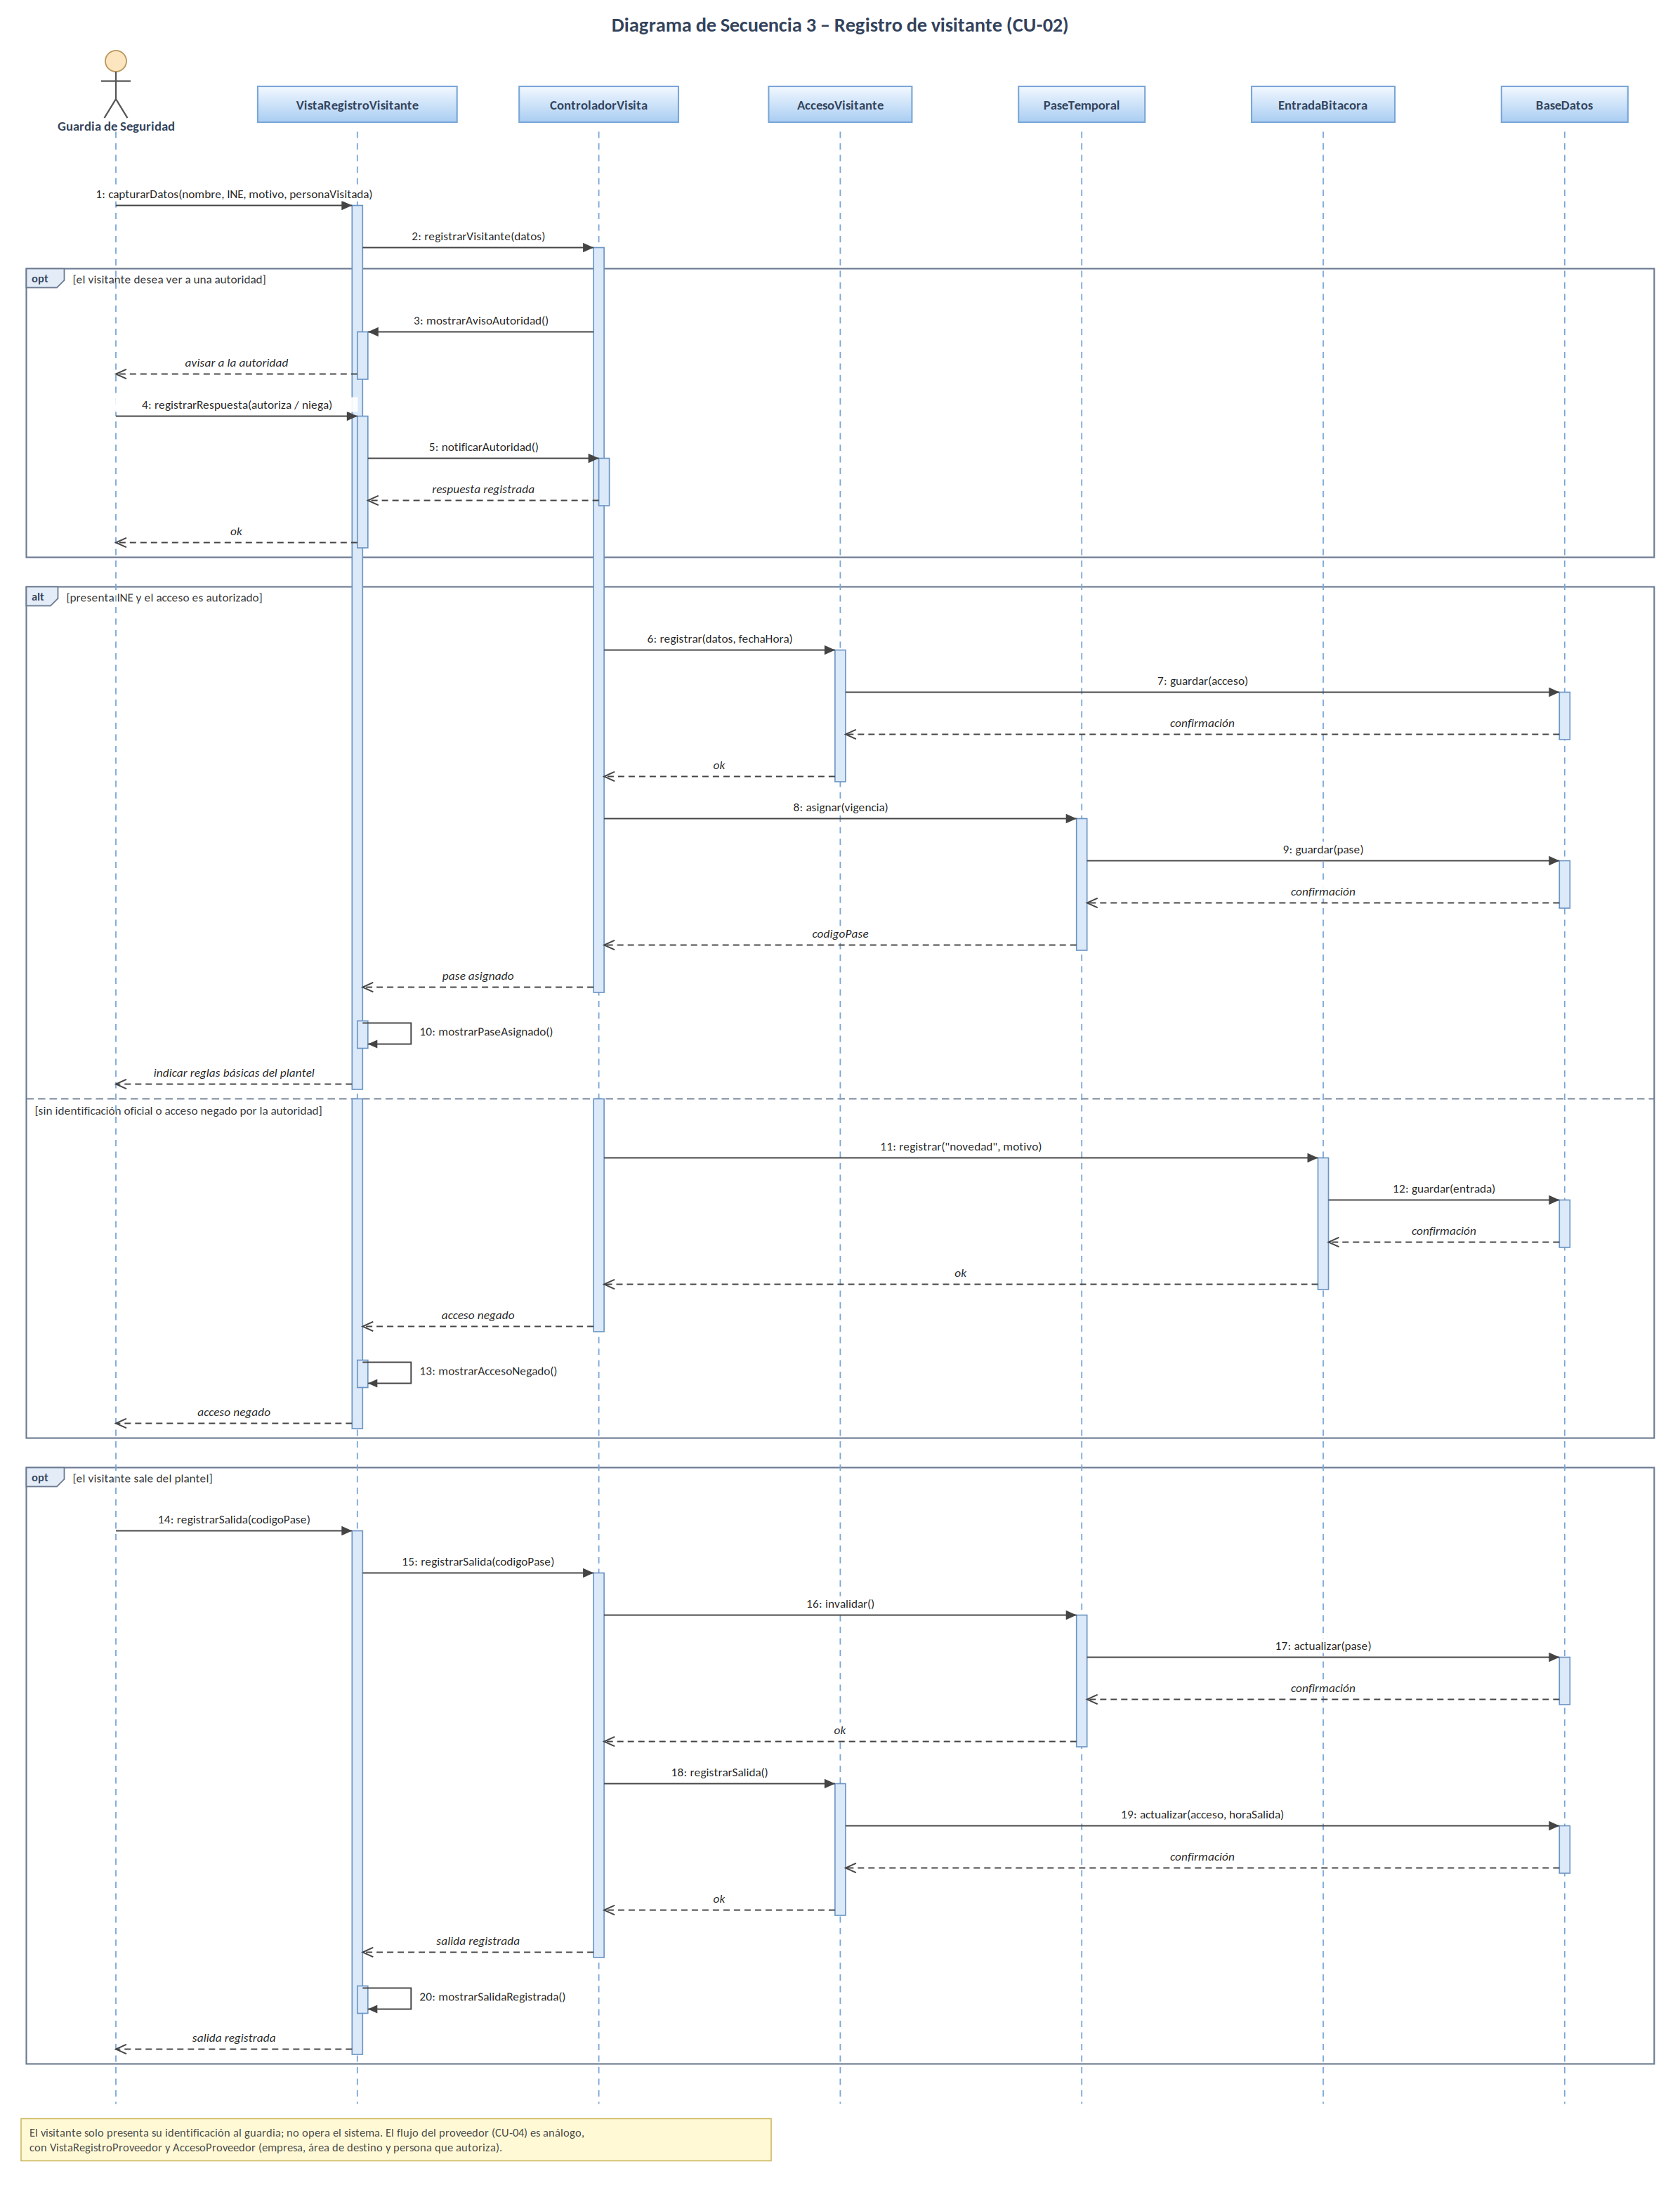 Diagrama de Secuencia 3 – Registro de visitante (CU-02)
Guardia de Seguridad
VistaRegistroVisitante
ControladorVisita
AccesoVisitante
PaseTemporal
EntradaBitacora
BaseDatos
1: capturarDatos(nombre, INE, motivo, personaVisitada)
2: registrarVisitante(datos)
opt
[el visitante desea ver a una autoridad]
3: mostrarAvisoAutoridad()
avisar a la autoridad
4: registrarRespuesta(autoriza / niega)
5: notificarAutoridad()
respuesta registrada
ok
alt
[presenta INE y el acceso es autorizado]
6: registrar(datos, fechaHora)
7: guardar(acceso)
confirmación
ok
8: asignar(vigencia)
9: guardar(pase)
confirmación
codigoPase
pase asignado
10: mostrarPaseAsignado()
indicar reglas básicas del plantel
[sin identificación oficial o acceso negado por la autoridad]
11: registrar("novedad", motivo)
12: guardar(entrada)
confirmación
ok
acceso negado
13: mostrarAccesoNegado()
acceso negado
opt
[el visitante sale del plantel]
14: registrarSalida(codigoPase)
15: registrarSalida(codigoPase)
16: invalidar()
17: actualizar(pase)
confirmación
ok
18: registrarSalida()
19: actualizar(acceso, horaSalida)
confirmación
ok
salida registrada
20: mostrarSalidaRegistrada()
salida registrada
El visitante solo presenta su identificación al guardia; no opera el sistema. El flujo del proveedor (CU-04) es análogo,
con VistaRegistroProveedor y AccesoProveedor (empresa, área de destino y persona que autoriza).